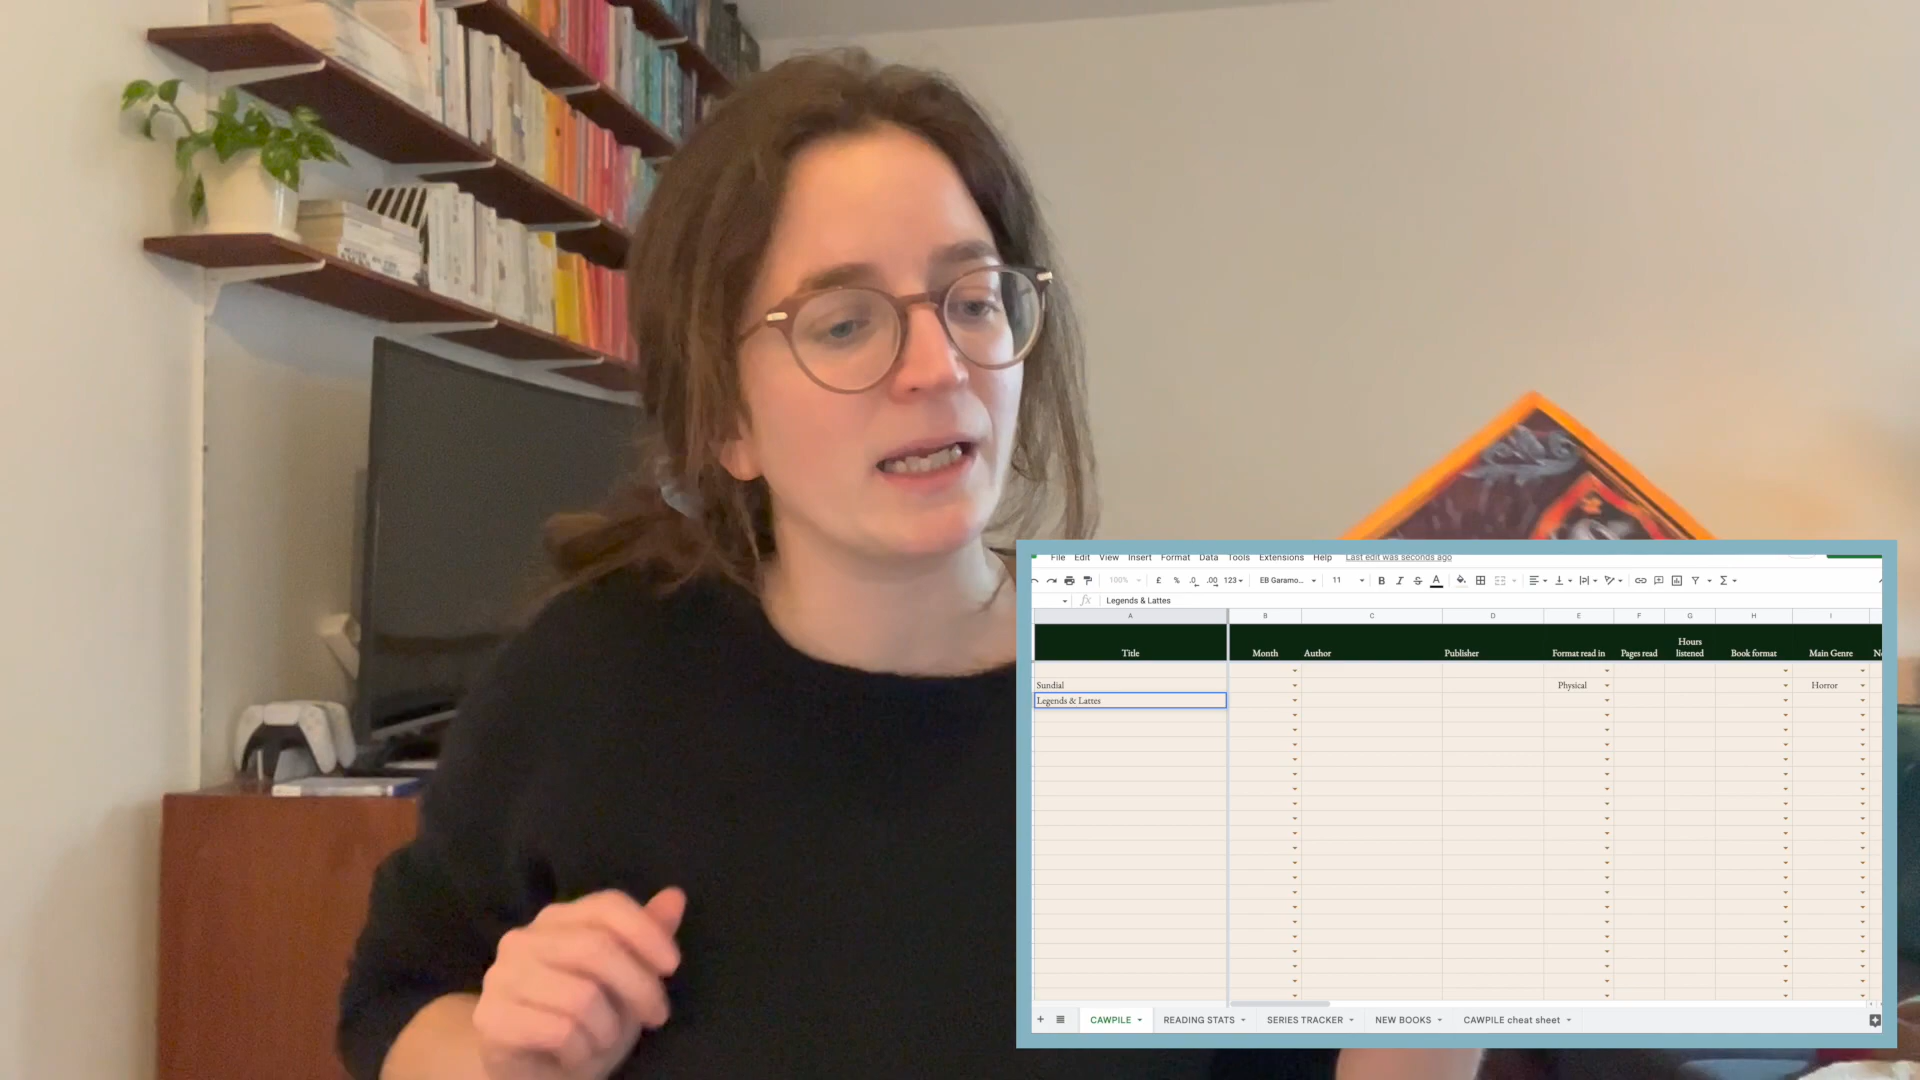 File Edit View Insert Format Data Tools Extensions Help Last edit was seconds ago
100% £ % .0 .00 123 EB Garamo... 11 B I S A
fx Legends & Lattes
A B C D E F G H I
Title Month Author Publisher Format read in Pages read Hours listened Book format Main Genre
Sundial Physical Horror
Legends & Lattes
CAWPILE READING STATS SERIES TRACKER NEW BOOKS CAWPILE cheat sheet